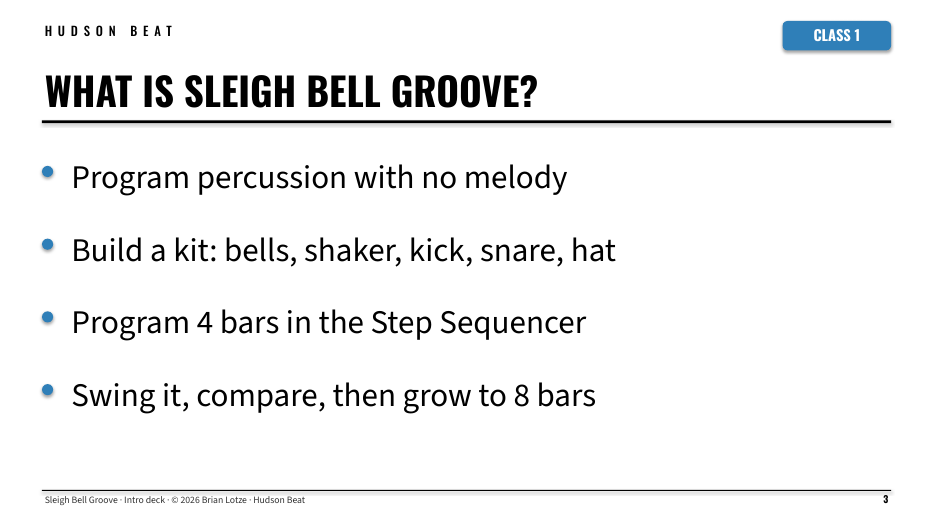 HUDSON BEAT
CLASS 1
WHAT IS SLEIGH BELL GROOVE?
Program percussion with no melody
Build a kit: bells, shaker, kick, snare, hat
Program 4 bars in the Step Sequencer
Swing it, compare, then grow to 8 bars
Sleigh Bell Groove · Intro deck · © 2026 Brian Lotze · Hudson Beat
3